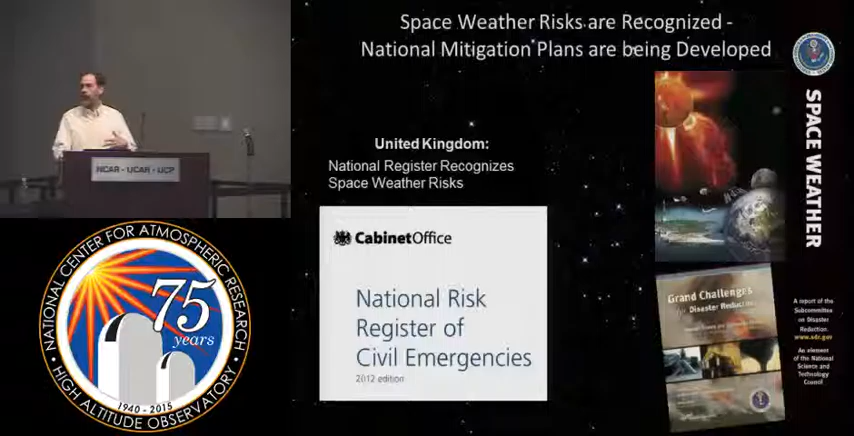 Space Weather Risks are Recognized -
National Mitigation Plans are being Developed
NCAR - UCAR - UCP
United Kingdom:
National Register Recognizes
Space Weather Risks
CabinetOffice
National Risk
Register of
Civil Emergencies
2012 edition
SPACE WEATHER
Grand Challenges
for Disaster Reduction
A report of the
Subcommittee
on Disaster
Reduction.
www.sdr.gov
An element
of the National
Science and
Technology
Council
NATIONAL CENTER FOR ATMOSPHERIC RESEARCH
75
years
1940 - 2015
HIGH ALTITUDE OBSERVATORY